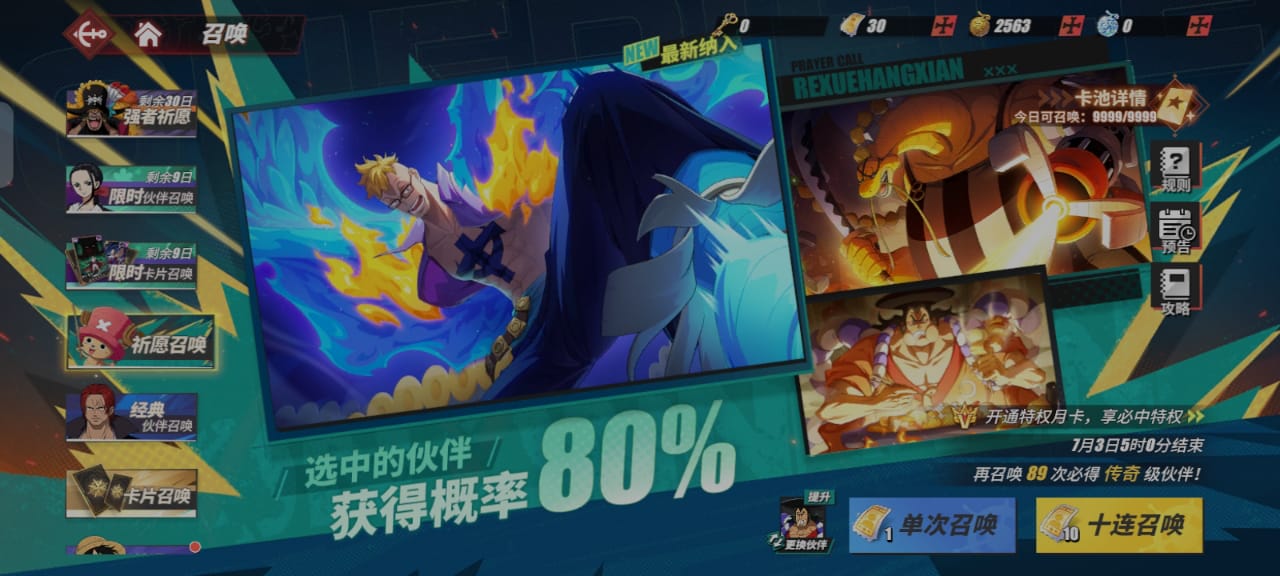 召唤
0
30
2563
0
剩余30日
强者祈愿
剩余9日
限时伙伴召唤
剩余9日
限时卡片召唤
祈愿召唤
经典
伙伴召唤
卡片召唤
NEW最新纳入
PRAYER CALL
REXUEHANGXIAN ×××
卡池详情
今日可召唤：9999/9999
?
规则
预告
攻略
选中的伙伴
获得概率80%
开通特权月卡，享必中特权
7月3日5时0分结束
再召唤 89 次必得 传奇 级伙伴！
提升
更换伙伴
1 单次召唤
10 十连召唤